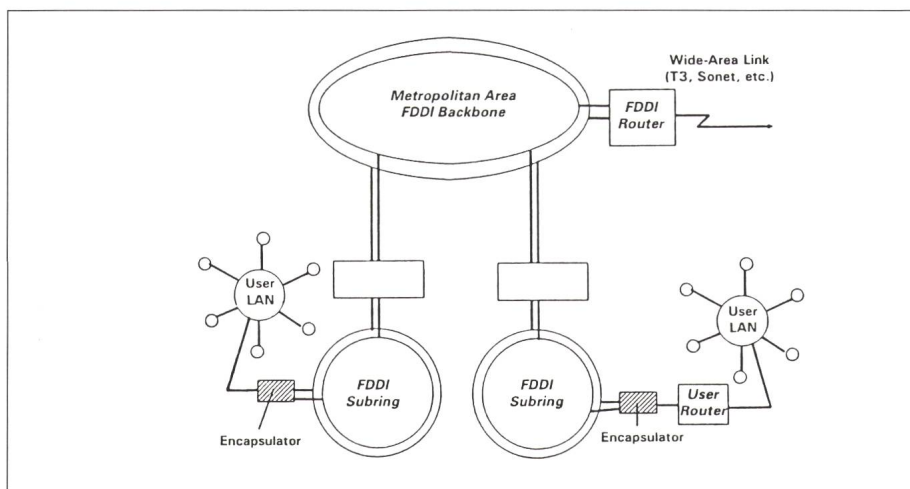 Wide-Area Link
(T3, Sonet, etc.)
Metropolitan Area
FDDI Backbone
FDDI
Router
User
LAN
User
LAN
FDDI
Subring
FDDI
Subring
User
Router
Encapsulator
Encapsulator